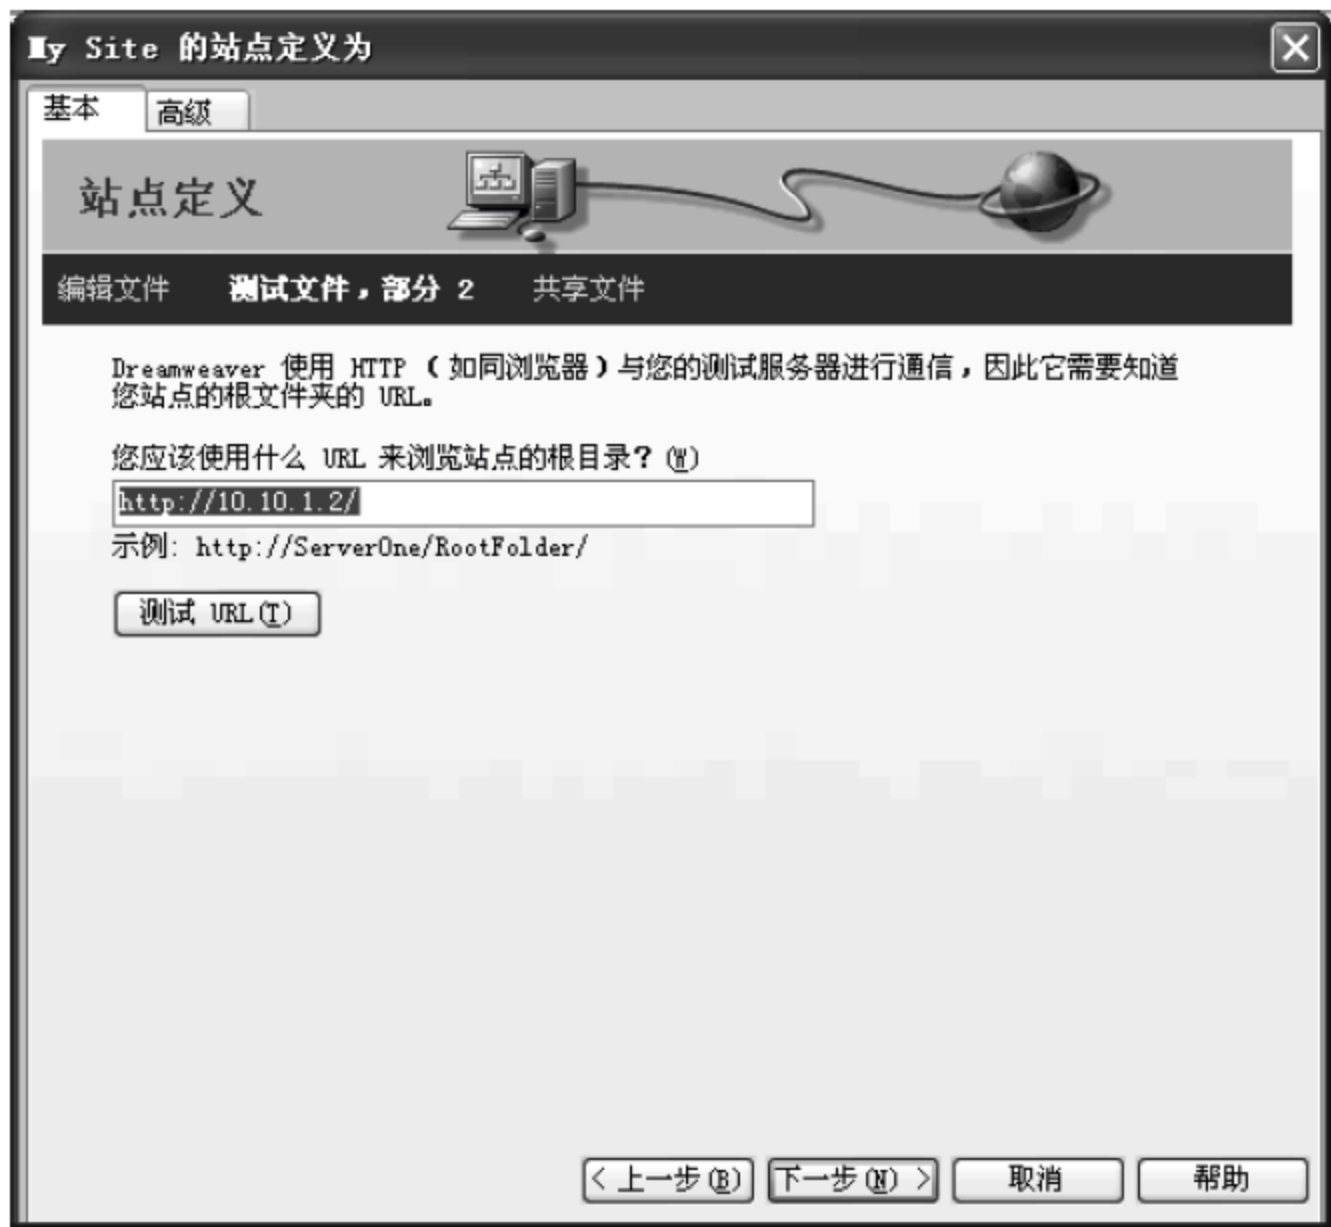 My Site 的站点定义为
基本 高级
站点定义
编辑文件 测试文件，部分 2 共享文件
Dreamweaver 使用 HTTP （如同浏览器）与您的测试服务器进行通信，因此它需要知道
您站点的根文件夹的 URL。
您应该使用什么 URL 来浏览站点的根目录？(W)
http://10.10.1.2/
示例: http://ServerOne/RootFolder/
测试 URL(T)
< 上一步(B) 下一步(N) > 取消 帮助